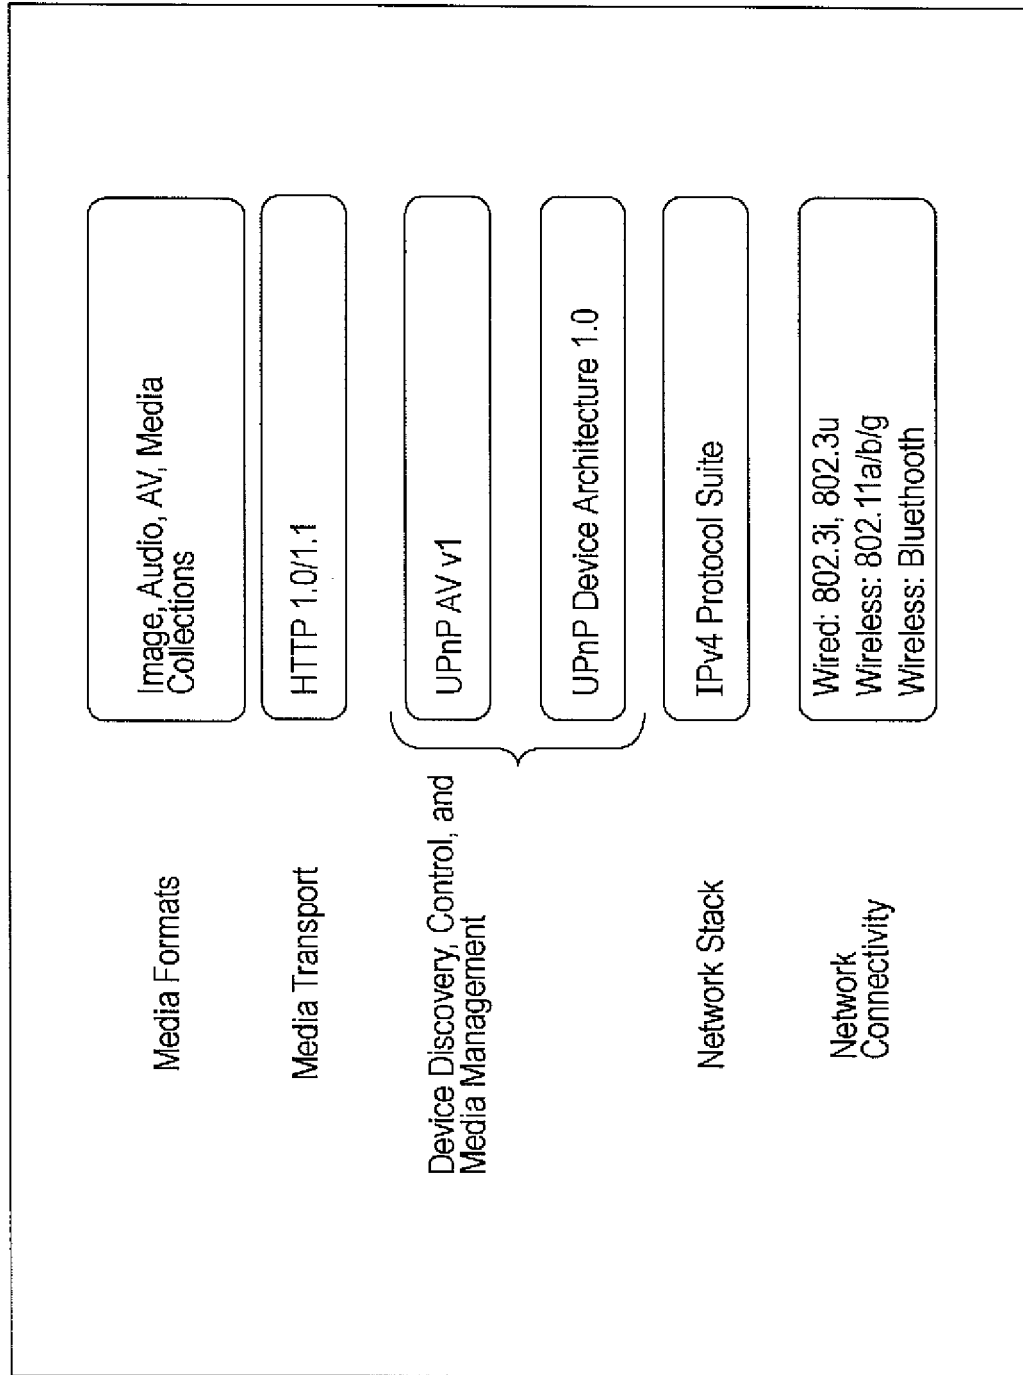 Media Formats
Image, Audio, AV, Media
Collections
Media Transport
HTTP 1.0/1.1
Device Discovery, Control, and
Media Management
UPnP AV v1
UPnP Device Architecture 1.0
Network Stack
IPv4 Protocol Suite
Network
Connectivity
Wired: 802.3i, 802.3u
Wireless: 802.11a/b/g
Wireless: Bluethooth